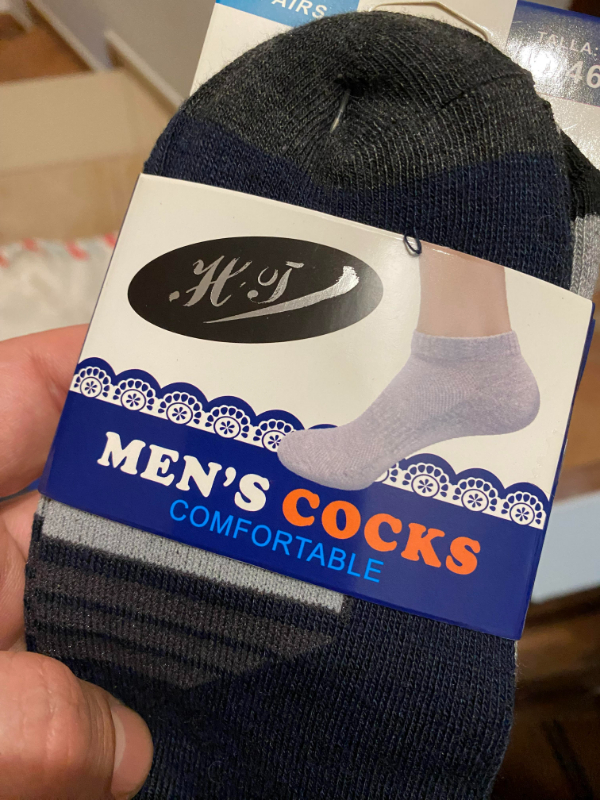 AIRS
TALLA:
46
H.T
MEN'S COCKS
COMFORTABLE